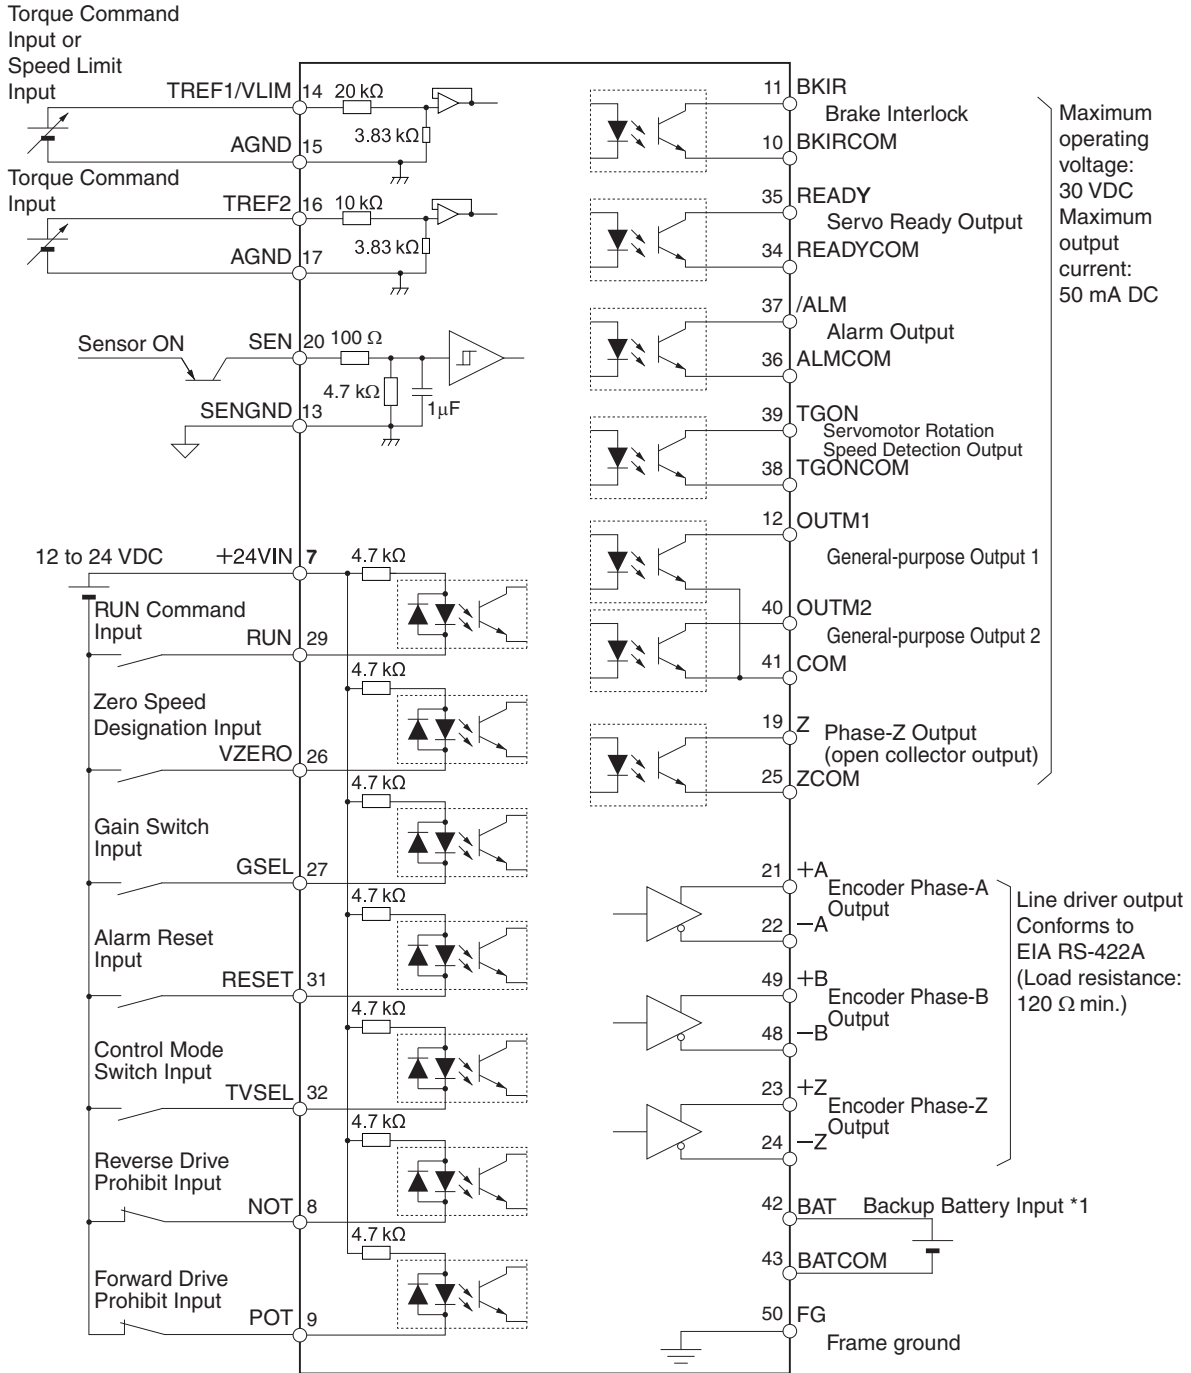 Torque Command
Input or
Speed Limit
Input
TREF1/VLIM 14 20 kΩ
3.83 kΩ
AGND 15
Torque Command
Input
TREF2 16 10 kΩ
3.83 kΩ
AGND 17
Sensor ON SEN 20 100 Ω
4.7 kΩ
1μF
SENGND 13
12 to 24 VDC +24VIN 7 4.7 kΩ
RUN Command
Input
RUN 29
4.7 kΩ
Zero Speed
Designation Input
VZERO 26
4.7 kΩ
Gain Switch
Input
GSEL 27
4.7 kΩ
Alarm Reset
Input
RESET 31
4.7 kΩ
Control Mode
Switch Input
TVSEL 32
4.7 kΩ
Reverse Drive
Prohibit Input
NOT 8
4.7 kΩ
Forward Drive
Prohibit Input
POT 9
11 BKIR
Brake Interlock
10 BKIRCOM
35 READY
Servo Ready Output
34 READYCOM
37 /ALM
Alarm Output
36 ALMCOM
39 TGON
Servomotor Rotation
Speed Detection Output
38 TGONCOM
12 OUTM1
General-purpose Output 1
40 OUTM2
General-purpose Output 2
41 COM
19 Z
Phase-Z Output
(open collector output)
25 ZCOM
Maximum
operating
voltage:
30 VDC
Maximum
output
current:
50 mA DC
21 +A
Encoder Phase-A
Output
22 −A
49 +B
Encoder Phase-B
Output
48 −B
23 +Z
Encoder Phase-Z
Output
24 −Z
Line driver output
Conforms to
EIA RS-422A
(Load resistance:
120 Ω min.)
42 BAT Backup Battery Input *1
43 BATCOM
50 FG
Frame ground